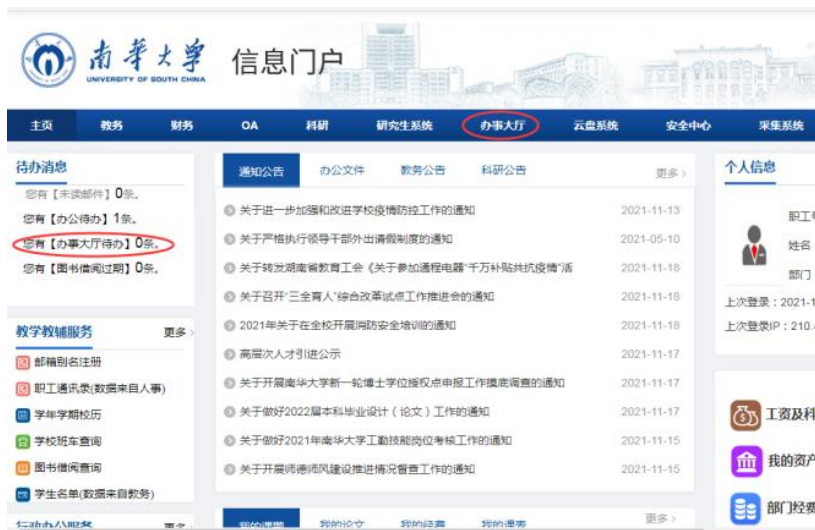 南华大学 信息门户
UNIVERSITY OF SOUTH CHINA
主页 教务 财务 OA 科研 研究生系统 办事大厅 云盘系统 安全中心 采集系统
待办消息
您有【未读邮件】0条。
您有【办公待办】1条。
您有【办事大厅待办】0条。
您有【图书借阅过期】0条。
教学教辅服务 更多
邮箱别名注册
职工通讯录(数据来自人事)
学年学期校历
学校班车查询
图书借阅查询
学生名单(数据来自教务)
行政办公服务 更多
通知公告 办公文件 教务公告 科研公告 更多
关于进一步加强和改进学校疫情防控工作的通知 2021-11-13
关于严格执行领导干部外出请假制度的通知 2021-05-10
关于转发湖南省教育工会《关于参加通程电器“千万补贴共抗疫情”活 2021-11-18
关于召开“三全育人”综合改革试点工作推进会的通知 2021-11-18
2021年关于在全校开展消防安全培训的通知 2021-11-18
高层次人才引进公示 2021-11-17
关于开展南华大学新一轮博士学位授权点申报工作摸底调查的通知 2021-11-17
关于做好2022届本科毕业设计（论文）工作的通知 2021-11-17
关于做好2021年南华大学工勤技能岗位考核工作的通知 2021-11-15
关于开展师德师风建设推进情况督查工作的通知 2021-11-15
我的课题 我的论文 我的经费 我的课表 更多
个人信息
职工号
姓名
部门
上次登录：2021-1
上次登录IP：210.
工资及科
我的资产
部门经费